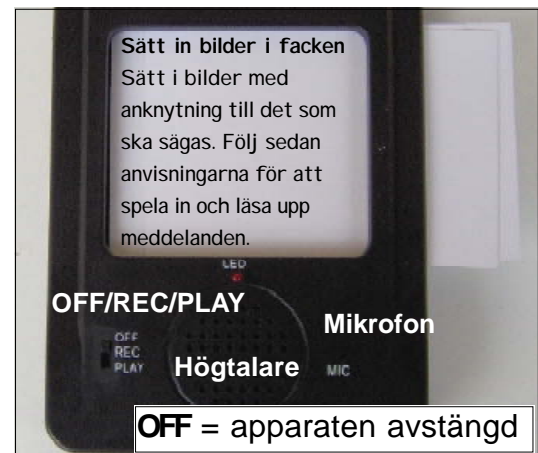 Sätt in bilder i facken
Sätt i bilder med
anknytning till det som
ska sägas. Följ sedan
anvisningarna för att
spela in och läsa upp
meddelanden.
LED
OFF/REC/PLAY
Mikrofon
OFF
REC
PLAY
Högtalare
MIC
OFF = apparaten avstängd